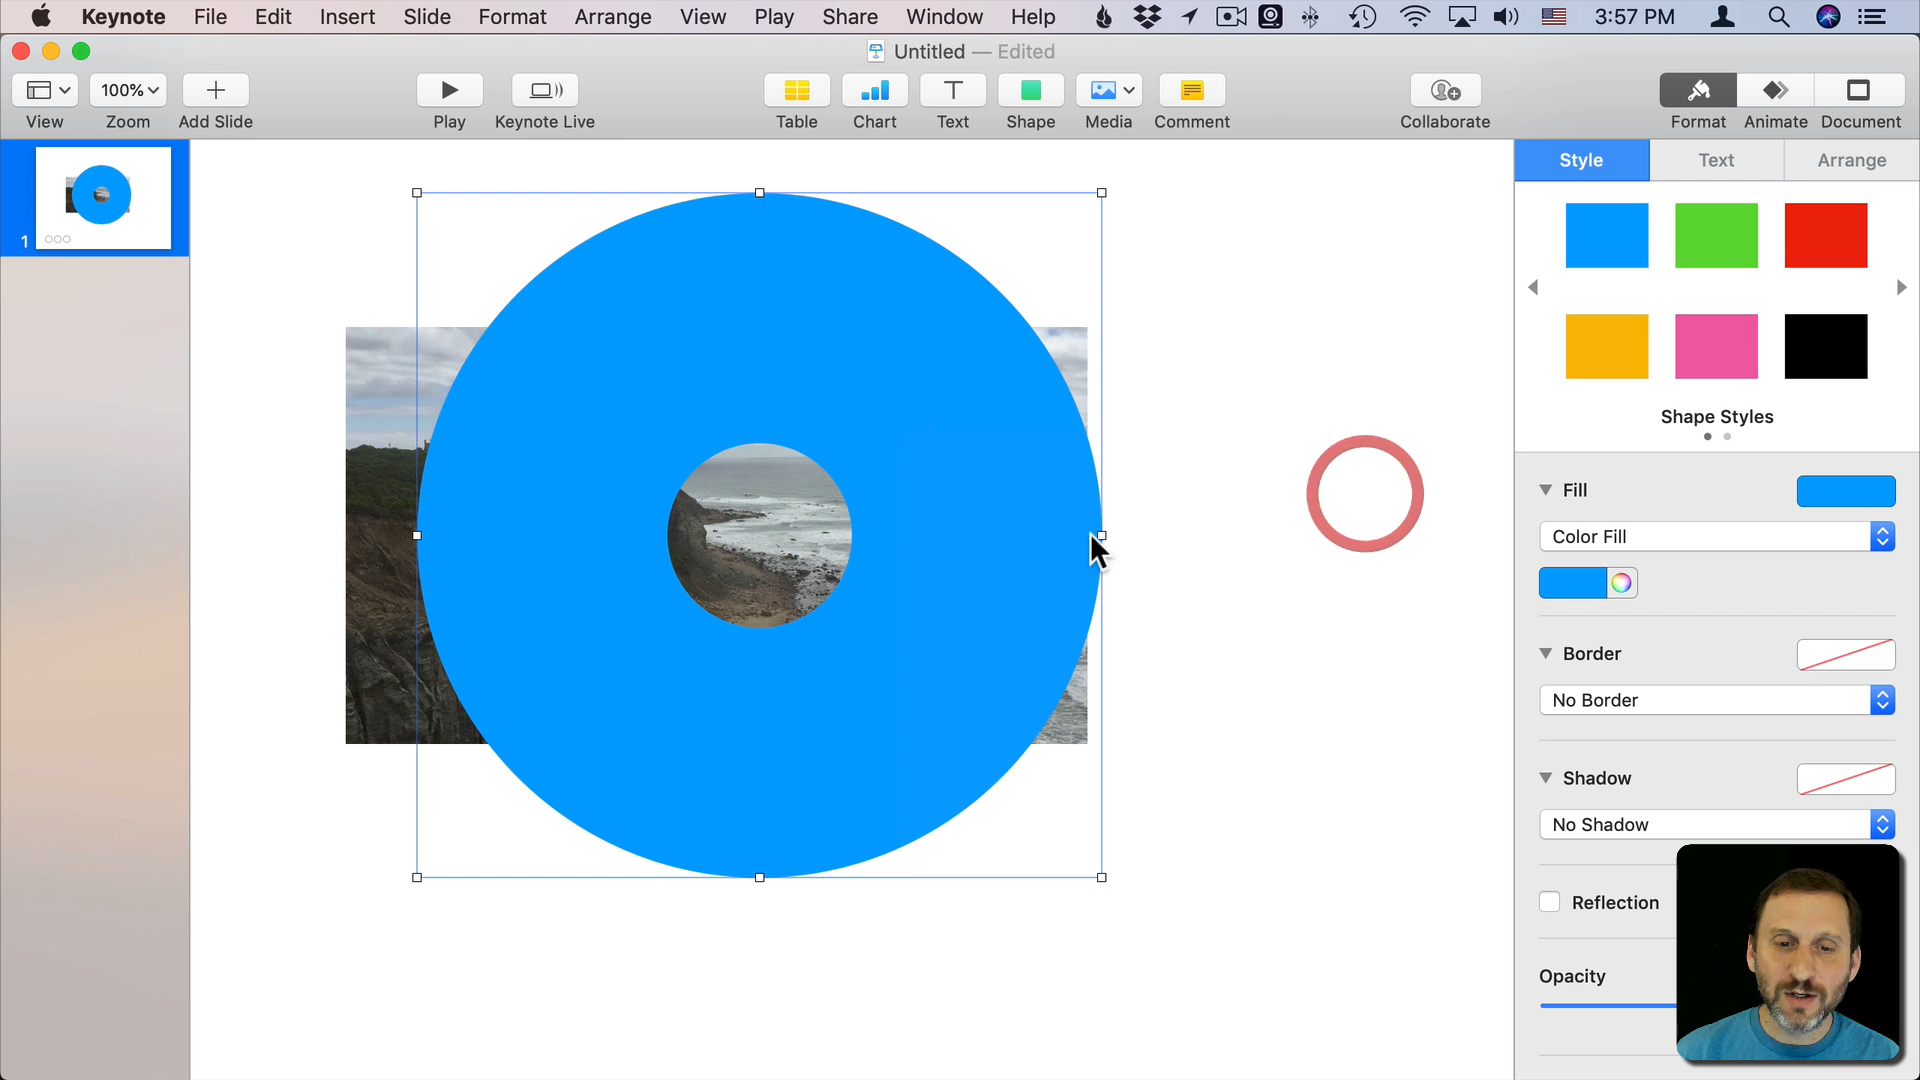 Keynote File Edit Insert Slide Format Arrange View Play Share Window Help 3:57 PM
Untitled — Edited
100%
View Zoom Add Slide Play Keynote Live Table Chart Text Shape Media Comment Collaborate Format Animate Document
Style Text Arrange
1
Shape Styles
Fill
Color Fill
Border
No Border
Shadow
No Shadow
Reflection
Opacity